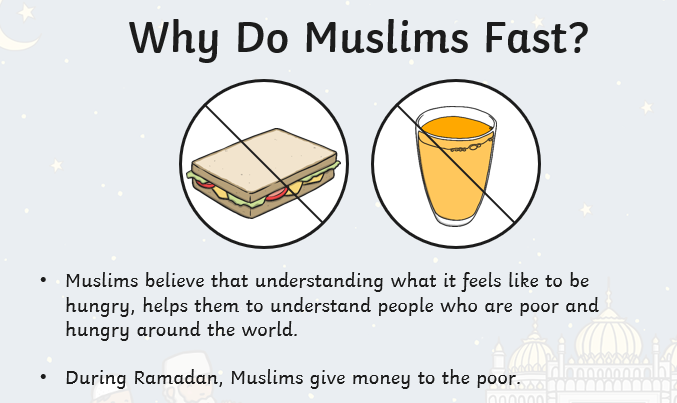 Why Do Muslims Fast?
• Muslims believe that understanding what it feels like to be
hungry, helps them to understand people who are poor and
hungry around the world.
• During Ramadan, Muslims give money to the poor.